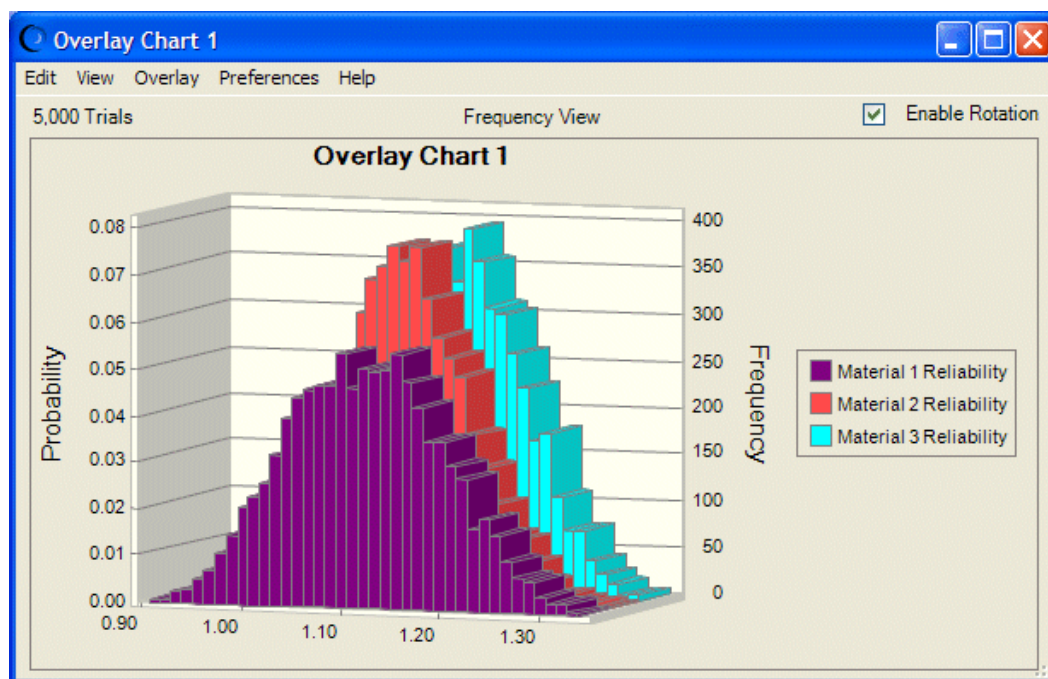 Overlay Chart 1
Edit View Overlay Preferences Help
5,000 Trials Frequency View Enable Rotation
Overlay Chart 1
0.08
0.07
0.06
0.05
0.04
0.03
0.02
0.01
0.00
Probability
0.90 1.00 1.10 1.20 1.30
400
350
300
250
200
150
100
50
0
Frequency
Material 1 Reliability
Material 2 Reliability
Material 3 Reliability